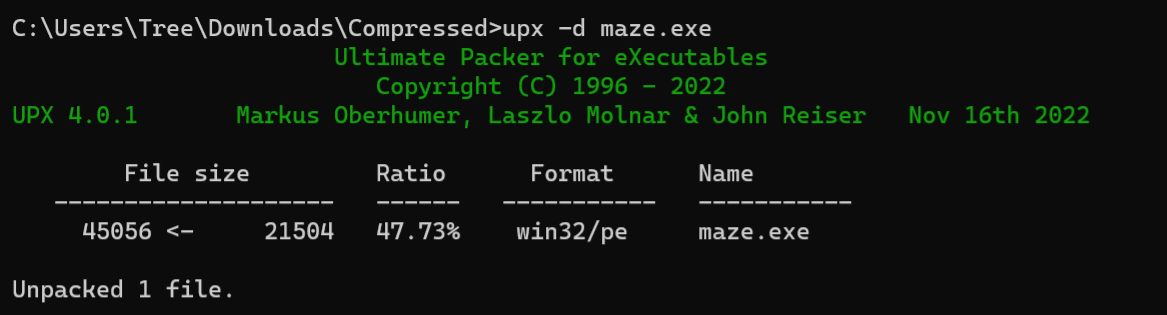 C:\Users\Tree\Downloads\Compressed>upx -d maze.exe
Ultimate Packer for eXecutables
Copyright (C) 1996 - 2022
UPX 4.0.1 Markus Oberhumer, Laszlo Molnar & John Reiser Nov 16th 2022
File size Ratio Format Name
-------------------- ------ ----------- -----------
45056 <- 21504 47.73% win32/pe maze.exe
Unpacked 1 file.